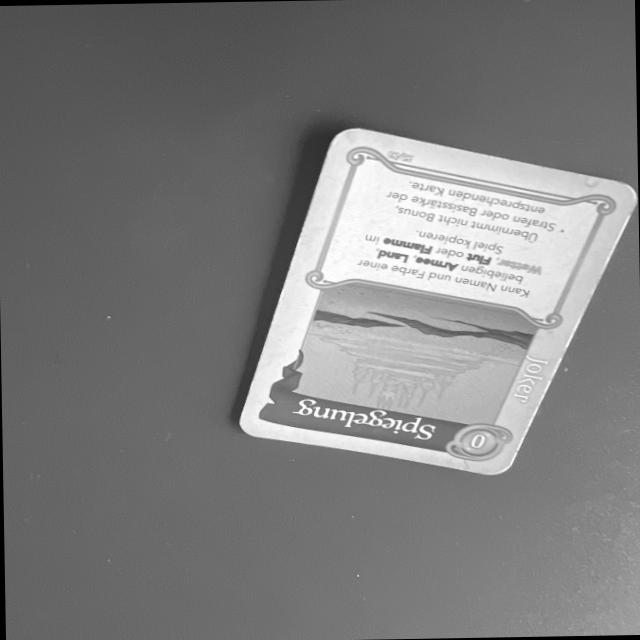 0
Spiegelung
Joker
Kann Namen und Farbe einer
beliebigen Armee, Land,
Wetter, Flut oder Flamme im
Spiel kopieren.
Übernimmt nicht Bonus,
Strafen oder Basisstärke der
entsprechenden Karte.